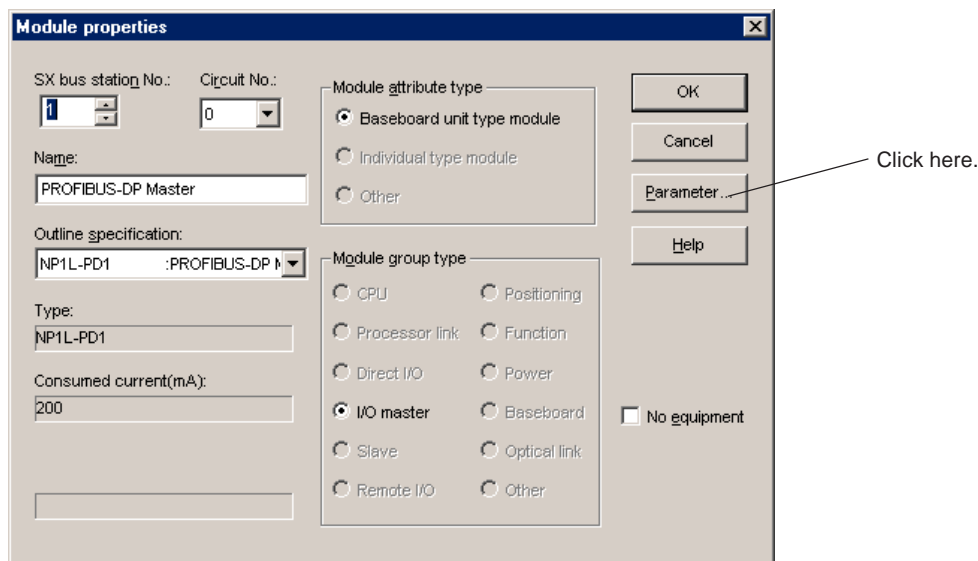 Module properties
SX bus station No.:
1
Circuit No.:
0
Name:
PROFIBUS-DP Master
Outline specification:
NP1L-PD1 :PROFIBUS-DP M
Type:
NP1L-PD1
Consumed current(mA):
200
Module attribute type
Baseboard unit type module
Individual type module
Other
Module group type
CPU
Positioning
Processor link
Function
Direct I/O
Power
I/O master
Baseboard
Slave
Optical link
Remote I/O
Other
OK
Cancel
Parameter...
Help
No equipment
Click here.